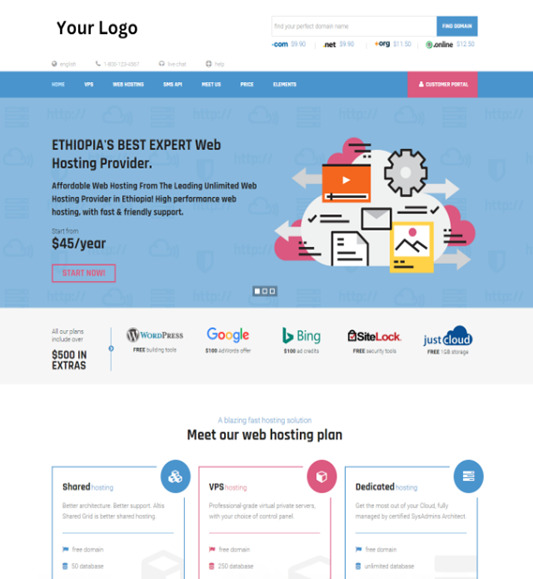 Your Logo
find your perfect domain name
FIND DOMAIN
.com $9.90
.net $9.90
.org $11.50
.online $12.50
english
1-800-123-4567
live chat
help
HOME VPS WEB HOSTING SMS API MEET US PRICE ELEMENTS
CUSTOMER PORTAL
http://
ETHIOPIA'S BEST EXPERT Web
Hosting Provider.
Affordable Web Hosting From The Leading Unlimited Web
Hosting Provider in Ethiopia! High performance web
hosting, with fast & friendly support.
Start from
$45/year
START NOW!
All our plans
include over
$500 IN
EXTRAS
WORDPRESS
FREE building tools
Google
$100 adwords offer
Bing
$100 ad credits
SiteLock
FREE security tools
justcloud
FREE 1GB storage
A blazing fast hosting solution
Meet our web hosting plan
Shared hosting
Better architecture. Better support. Altis
Shared Grid is better shared hosting.
free domain
50 database
VPS hosting
Professional-grade virtual private servers,
with your choice of control panel.
free domain
200 database
Dedicated hosting
Get the most out of your Cloud, fully
managed by certified SysAdmins Architect.
free domain
unlimited database